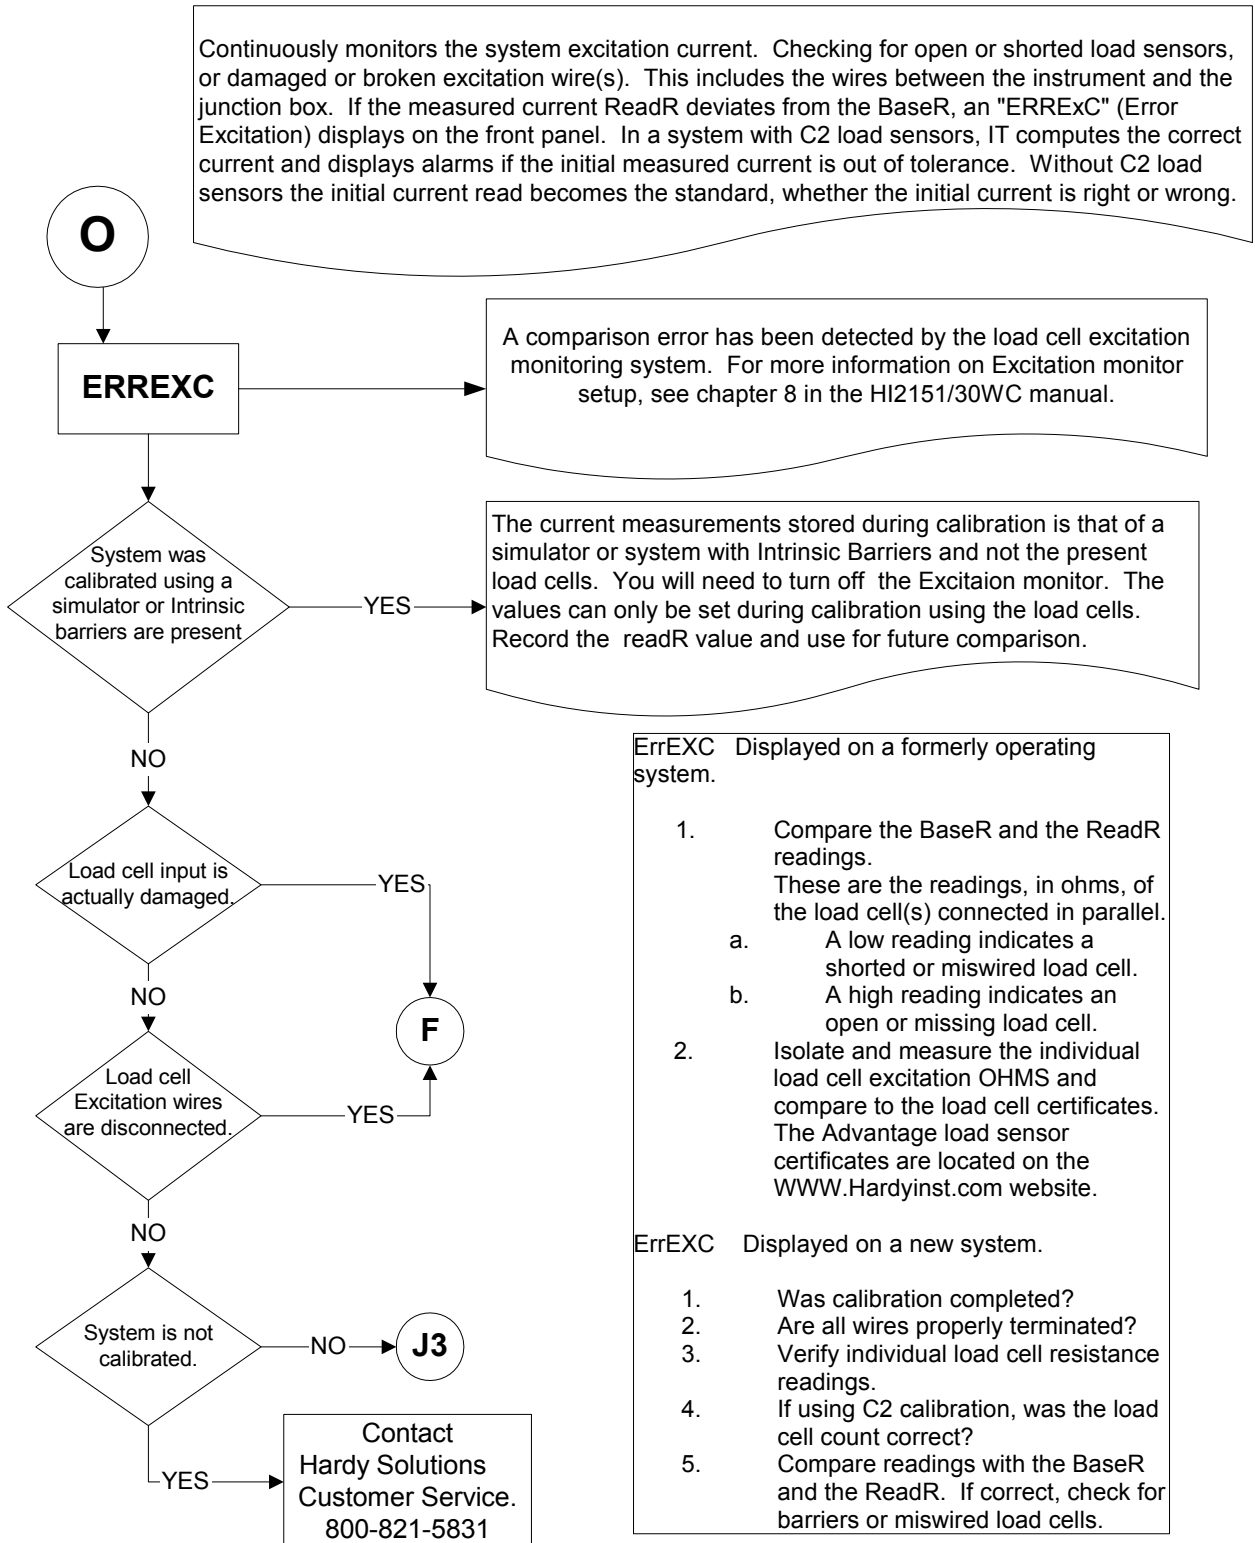 Continuously monitors the system excitation current.  Checking for open or shorted load sensors,
or damaged or broken excitation wire(s).  This includes the wires between the instrument and the
junction box.  If the measured current ReadR deviates from the BaseR, an "ERRExC" (Error
Excitation) displays on the front panel.  In a system with C2 load sensors, IT computes the correct
current and displays alarms if the initial measured current is out of tolerance.  Without C2 load
sensors the initial current read becomes the standard, whether the initial current is right or wrong.
O
ERREXC
A comparison error has been detected by the load cell excitation
monitoring system.  For more information on Excitation monitor
setup, see chapter 8 in the HI2151/30WC manual.
System was
calibrated using a
simulator or Intrinsic
barriers are present
YES
The current measurements stored during calibration is that of a
simulator or system with Intrinsic Barriers and not the present
load cells.  You will need to turn off  the Excitaion monitor.  The
values can only be set during calibration using the load cells.
Record the  readR value and use for future comparison.
NO
Load cell input is
actually damaged.
YES
NO
F
Load cell
Excitation wires
are disconnected.
YES
NO
System is not
calibrated.
NO
J3
YES
Contact
Hardy Solutions
Customer Service.
800-821-5831
ErrEXC   Displayed on a formerly operating
system.
1. Compare the BaseR and the ReadR
readings.
These are the readings, in ohms, of
the load cell(s) connected in parallel.
a. A low reading indicates a
shorted or miswired load cell.
b. A high reading indicates an
open or missing load cell.
2. Isolate and measure the individual
load cell excitation OHMS and
compare to the load cell certificates.
The Advantage load sensor
certificates are located on the
WWW.Hardyinst.com website.
ErrEXC    Displayed on a new system.
1. Was calibration completed?
2. Are all wires properly terminated?
3. Verify individual load cell resistance
readings.
4. If using C2 calibration, was the load
cell count correct?
5. Compare readings with the BaseR
and the ReadR.  If correct, check for
barriers or miswired load cells.